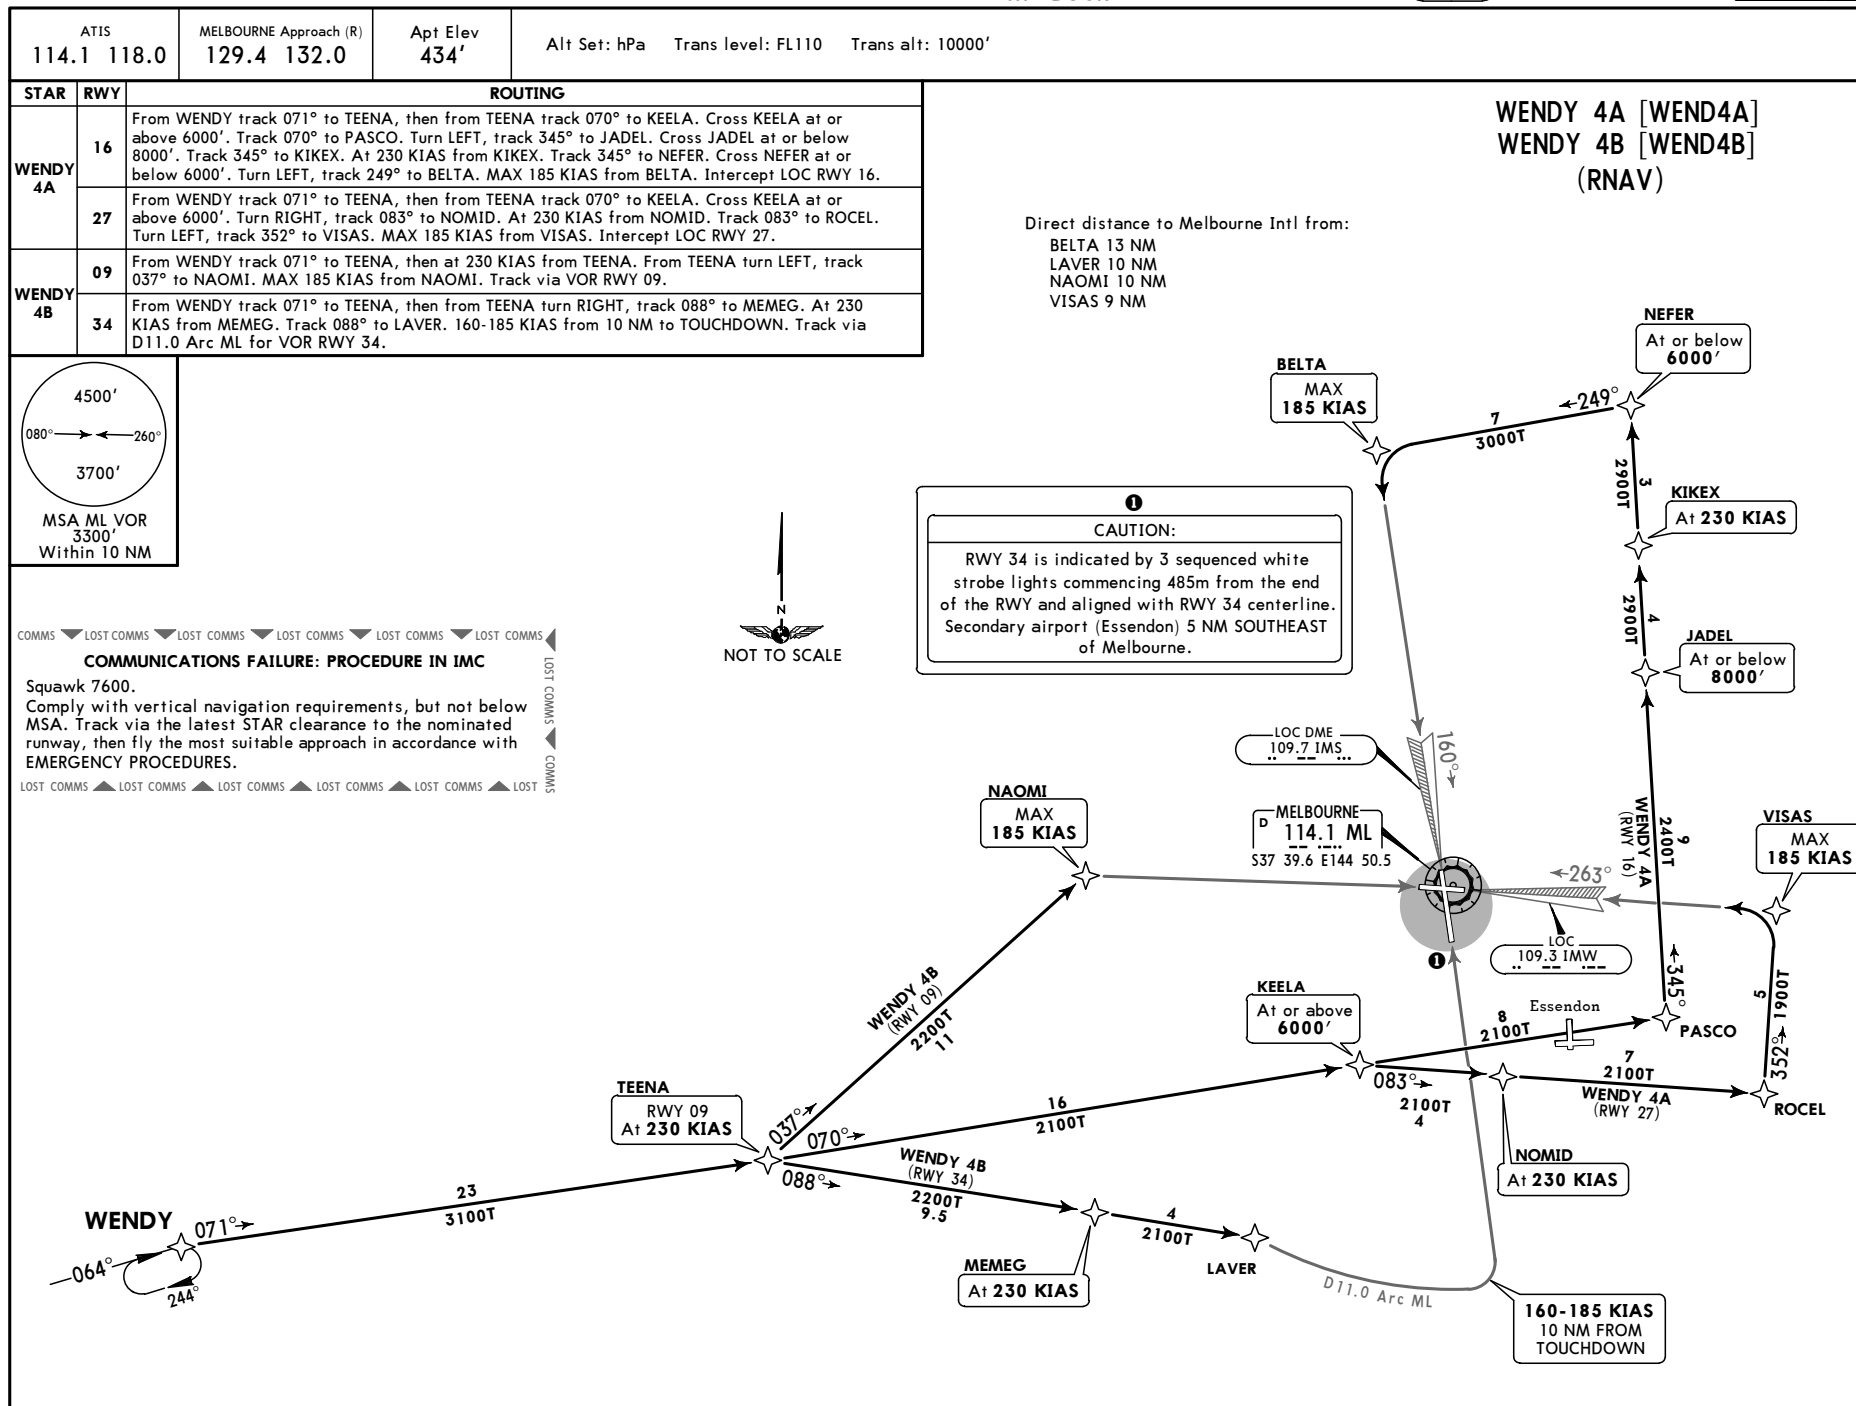 ATIS
114.1 118.0
MELBOURNE Approach (R)
129.4 132.0
Apt Elev
434'
Alt Set: hPa Trans level: FL110 Trans alt: 10000'
STAR RWY ROUTING
WENDY
4A
16
From WENDY track 071° to TEENA, then from TEENA track 070° to KEELA. Cross KEELA at or
above 6000'. Track 070° to PASCO. Turn LEFT, track 345° to JADEL. Cross JADEL at or below
8000'. Track 345° to KIKEX. At 230 KIAS from KIKEX. Track 345° to NEFER. Cross NEFER at or
below 6000'. Turn LEFT, track 249° to BELTA. MAX 185 KIAS from BELTA. Intercept LOC RWY 16.
27
From WENDY track 071° to TEENA, then from TEENA track 070° to KEELA. Cross KEELA at or
above 6000'. Turn RIGHT, track 083° to NOMID. At 230 KIAS from NOMID. Track 083° to ROCEL.
Turn LEFT, track 352° to VISAS. MAX 185 KIAS from VISAS. Intercept LOC RWY 27.
WENDY
4B
09
From WENDY track 071° to TEENA, then at 230 KIAS from TEENA. From TEENA turn LEFT, track
037° to NAOMI. MAX 185 KIAS from NAOMI. Track via VOR RWY 09.
34
From WENDY track 071° to TEENA, then from TEENA turn RIGHT, track 088° to MEMEG. At 230
KIAS from MEMEG. Track 088° to LAVER. 160-185 KIAS from 10 NM to TOUCHDOWN. Track via
D11.0 Arc ML for VOR RWY 34.
WENDY 4A [WEND4A]
WENDY 4B [WEND4B]
(RNAV)
Direct distance to Melbourne Intl from:
BELTA 13 NM
LAVER 10 NM
NAOMI 10 NM
VISAS 9 NM
4500'
080° 260°
3700'
MSA ML VOR
3300'
Within 10 NM
NEFER
At or below
6000'
BELTA
MAX
185 KIAS
249°
7
3000T
3
2900T
KIKEX
At 230 KIAS
4
2900T
JADEL
At or below
8000'
1
CAUTION:
RWY 34 is indicated by 3 sequenced white
strobe lights commencing 485m from the end
of the RWY and aligned with RWY 34 centerline.
Secondary airport (Essendon) 5 NM SOUTHEAST
of Melbourne.
N
NOT TO SCALE
COMMS LOST COMMS LOST COMMS LOST COMMS LOST COMMS LOST COMMS
LOST COMMS COMMS
COMMUNICATIONS FAILURE: PROCEDURE IN IMC
Squawk 7600.
Comply with vertical navigation requirements, but not below
MSA. Track via the latest STAR clearance to the nominated
runway, then fly the most suitable approach in accordance with
EMERGENCY PROCEDURES.
LOST COMMS LOST COMMS LOST COMMS LOST COMMS LOST COMMS LOST
LOC DME
109.7 IMS
160°
MELBOURNE
D 114.1 ML
S37 39.6 E144 50.5
NAOMI
MAX
185 KIAS
WENDY 4A
(RWY 16)
9
2400T
VISAS
MAX
185 KIAS
263°
LOC
109.3 IMW
1
345°
PASCO
5
1900T
352°
ROCEL
Essendon
KEELA
At or above
6000'
8
2100T
083°
2100T
4
7
2100T
WENDY 4A
(RWY 27)
NOMID
At 230 KIAS
WENDY 4B
(RWY 09)
2200T
11
TEENA
RWY 09
At 230 KIAS
037°
070°
088°
16
2100T
WENDY 4B
(RWY 34)
2200T
9.5
WENDY
064°
244°
071°
23
3100T
MEMEG
At 230 KIAS
4
2100T
LAVER
D11.0 Arc ML
160-185 KIAS
10 NM FROM
TOUCHDOWN